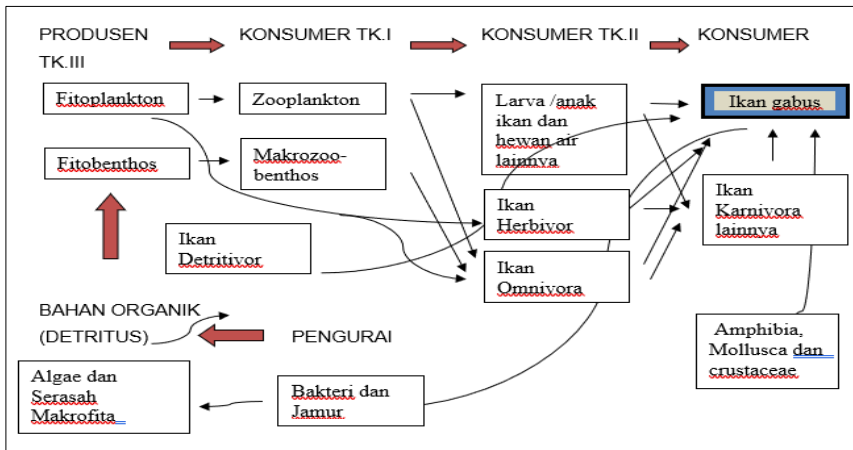 PRODUSEN
KONSUMER TK.I
KONSUMER TK.II
KONSUMER
TK.III
Fitoplankton
Zooplankton
Larva /anak
ikan dan
hewan air
lainnya
Ikan gabus
Fitobenthos
Makrozoo-
benthos
Ikan
Herbivor
Ikan
Karnivora
lainnya
Ikan
Detritivor
Ikan
Omnivora
BAHAN ORGANIK
(DETRITUS)
PENGURAI
Amphibia,
Mollusca dan
crustaceae
Algae dan
Serasah
Makrofita
Bakteri dan
Jamur